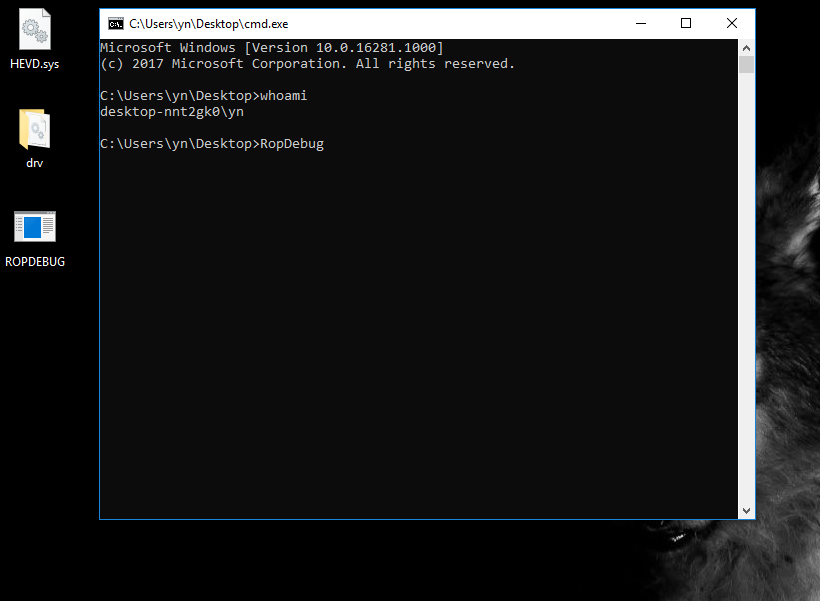 HEVD.sys
drv
ROPDEBUG
C:\Users\yn\Desktop\cmd.exe
Microsoft Windows [Version 10.0.16281.1000]
(c) 2017 Microsoft Corporation. All rights reserved.
C:\Users\yn\Desktop>whoami
desktop-nnt2gk0\yn
C:\Users\yn\Desktop>RopDebug